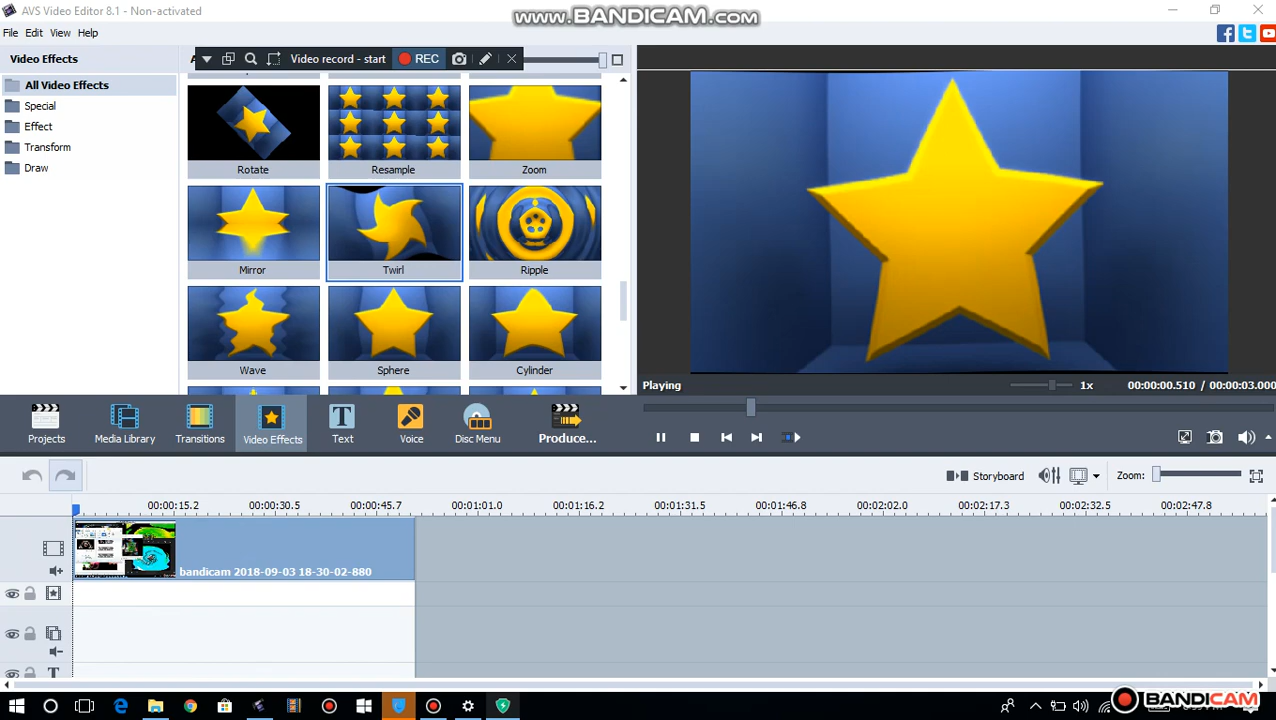 AVS Video Editor 8.1 - Non-activated
www.BANDICAM.com
File Edit View Help
Video Effects
Video record - start
REC
All Video Effects
Special
Effect
Transform
Draw
Rotate
Resample
Zoom
Mirror
Twirl
Ripple
Wave
Sphere
Cylinder
Playing
1x
00:00:00.510 / 00:00:03.000
Projects
Media Library
Transitions
Video Effects
Text
Voice
Disc Menu
Produce...
Storyboard
Zoom:
00:00:15.2 00:00:30.5 00:00:45.7 00:01:01.0 00:01:16.2 00:01:31.5 00:01:46.8 00:02:02.0 00:02:17.3 00:02:32.5 00:02:47.8
bandicam 2018-09-03 18-30-02-880
BANDICAM